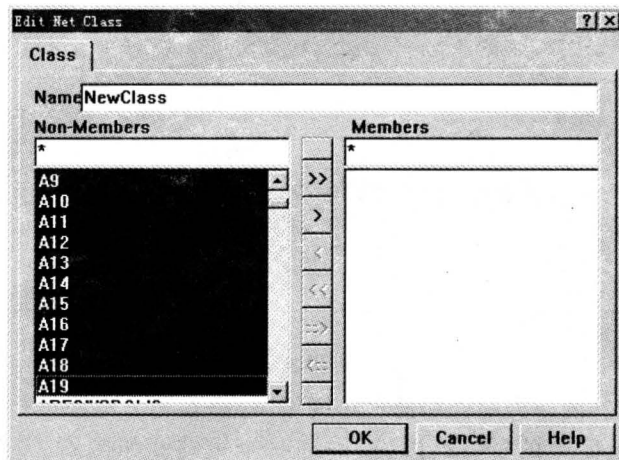 Edit Net Class
? ×
Class
Name NewClass
Non-Members
Members
*
*
A9
A10
A11
A12
A13
A14
A15
A16
A17
A18
A19
>>
>
<
<<
::>
<::
OK
Cancel
Help